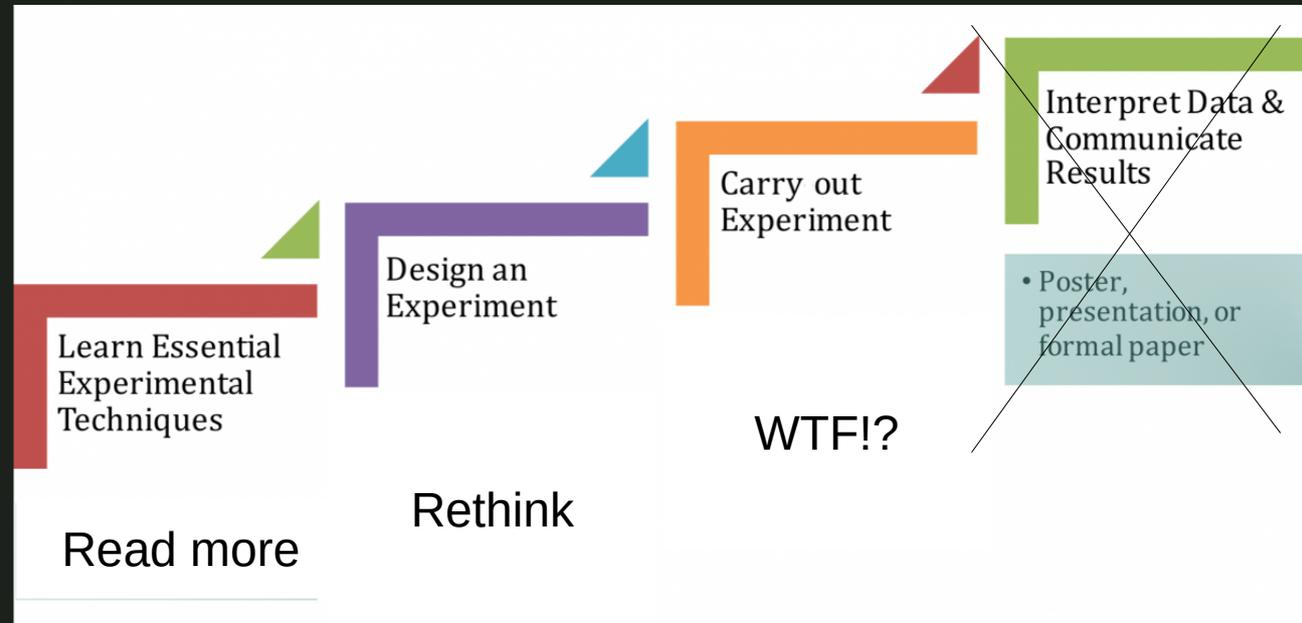 Learn Essential
Experimental
Techniques
Read more
Design an
Experiment
Rethink
Carry out
Experiment
WTF!?
Interpret Data &
Communicate
Results
• Poster,
presentation, or
formal paper